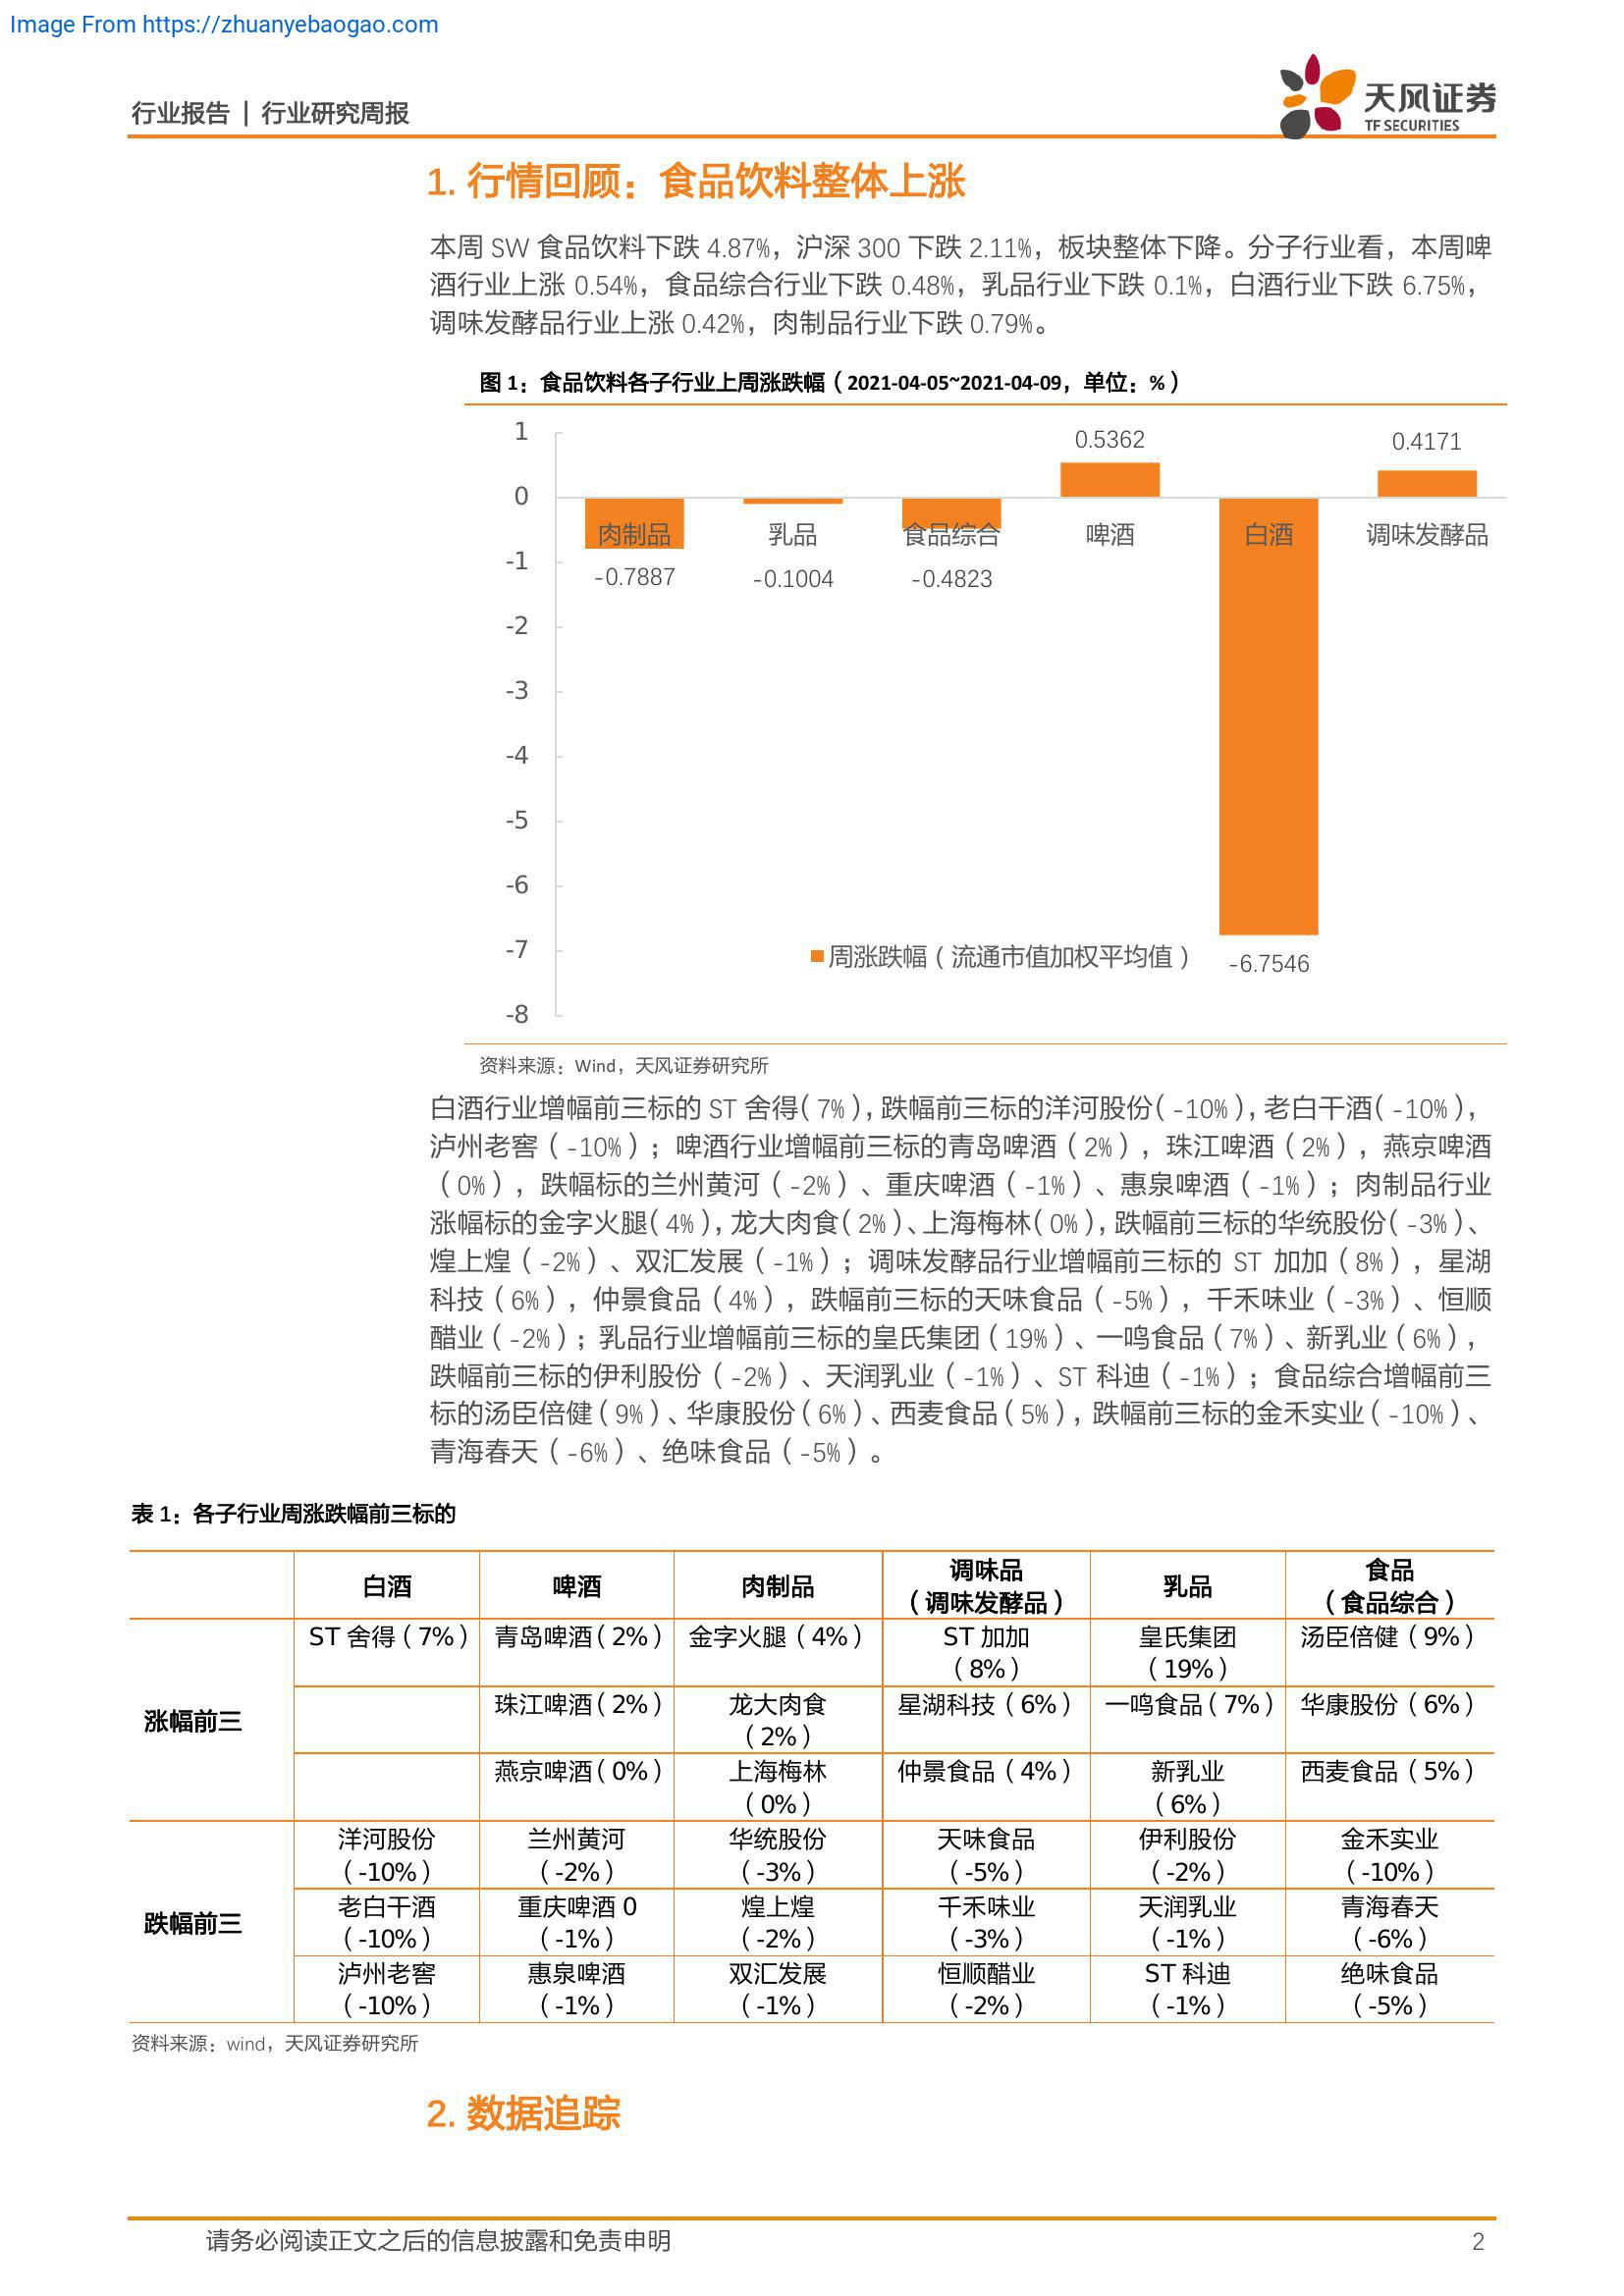 Image From https://zhuanyebaogao.com
行业报告 | 行业研究周报
天风证券
TF SECURITIES
1. 行情回顾：食品饮料整体上涨
本周 SW 食品饮料下跌 4.87%，沪深 300 下跌 2.11%，板块整体下降。分子行业看，本周啤
酒行业上涨 0.54%，食品综合行业下跌 0.48%，乳品行业下跌 0.1%，白酒行业下跌 6.75%，
调味发酵品行业上涨 0.42%，肉制品行业下跌 0.79%。
图 1：食品饮料各子行业上周涨跌幅（2021-04-05~2021-04-09，单位：%）
1
0
-1
-2
-3
-4
-5
-6
-7
-8
0.5362
0.4171
肉制品
乳品
食品综合
啤酒
白酒
调味发酵品
-0.7887
-0.1004
-0.4823
周涨跌幅（流通市值加权平均值）
-6.7546
资料来源：Wind，天风证券研究所
白酒行业增幅前三标的 ST 舍得（7%），跌幅前三标的洋河股份（-10%），老白干酒（-10%），
泸州老窖（-10%）；啤酒行业增幅前三标的青岛啤酒（2%），珠江啤酒（2%），燕京啤酒
（0%），跌幅标的兰州黄河（-2%）、重庆啤酒（-1%）、惠泉啤酒（-1%）；肉制品行业
涨幅标的金字火腿（4%），龙大肉食（2%）、上海梅林（0%），跌幅前三标的华统股份（-3%）、
煌上煌（-2%）、双汇发展（-1%）；调味发酵品行业增幅前三标的 ST 加加（8%），星湖
科技（6%），仲景食品（4%），跌幅前三标的天味食品（-5%），千禾味业（-3%）、恒顺
醋业（-2%）；乳品行业增幅前三标的皇氏集团（19%）、一鸣食品（7%）、新乳业（6%），
跌幅前三标的伊利股份（-2%）、天润乳业（-1%）、ST 科迪（-1%）；食品综合增幅前三
标的汤臣倍健（9%）、华康股份（6%）、西麦食品（5%），跌幅前三标的金禾实业（-10%）、
青海春天（-6%）、绝味食品（-5%）。
表 1：各子行业周涨跌幅前三标的
白酒 啤酒 肉制品 调味品 乳品 食品
（调味发酵品） （食品综合）
涨幅前三
ST 舍得（7%） 青岛啤酒（2%） 金字火腿（4%） ST 加加 皇氏集团 汤臣倍健（9%）
（8%） （19%）
珠江啤酒（2%） 龙大肉食 星湖科技（6%） 一鸣食品（7%） 华康股份（6%）
（2%）
燕京啤酒（0%） 上海梅林 仲景食品（4%） 新乳业 西麦食品（5%）
（0%） （6%）
跌幅前三
洋河股份 兰州黄河 华统股份 天味食品 伊利股份 金禾实业
（-10%） （-2%） （-3%） （-5%） （-2%） （-10%）
老白干酒 重庆啤酒 0 煌上煌 千禾味业 天润乳业 青海春天
（-10%） （-1%） （-2%） （-3%） （-1%） （-6%）
泸州老窖 惠泉啤酒 双汇发展 恒顺醋业 ST 科迪 绝味食品
（-10%） （-1%） （-1%） （-2%） （-1%） （-5%）
资料来源：wind，天风证券研究所
2. 数据追踪
请务必阅读正文之后的信息披露和免责申明
2